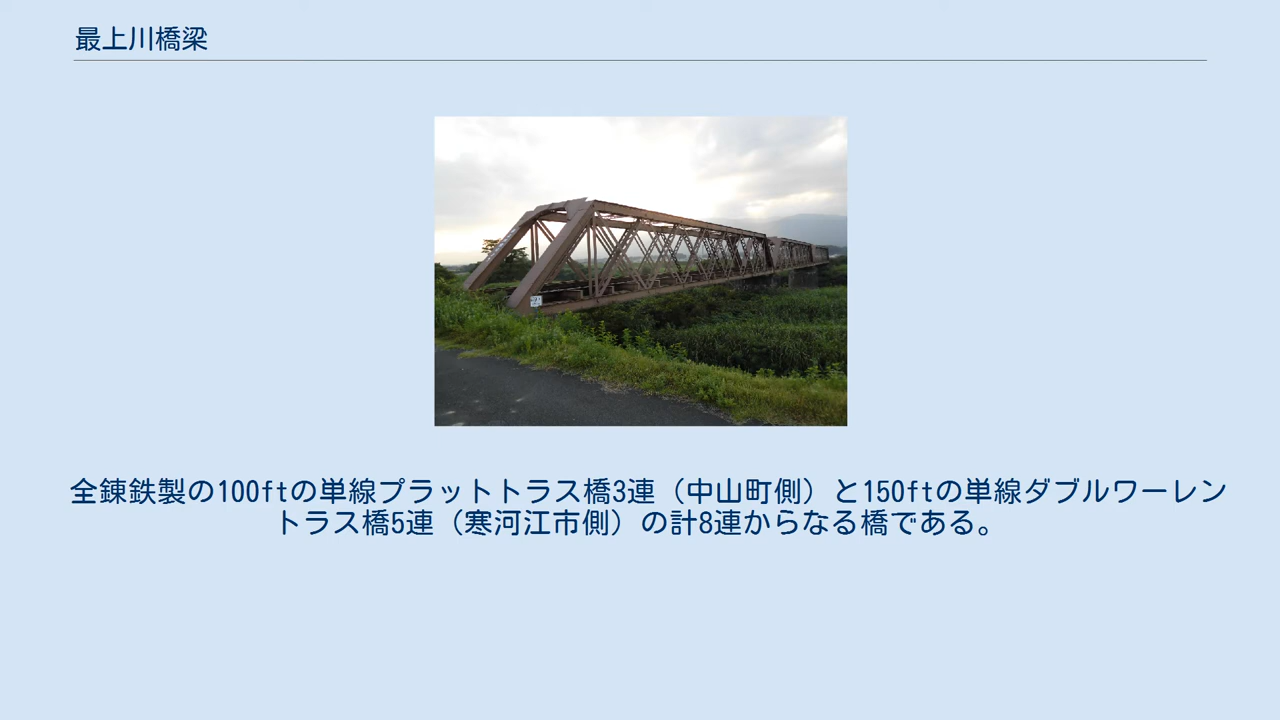 最上川橋梁
全錬鉄製の100ftの単線プラットトラス橋3連（中山町側）と150ftの単線ダブルワーレン
トラス橋5連（寒河江市側）の計8連からなる橋である。